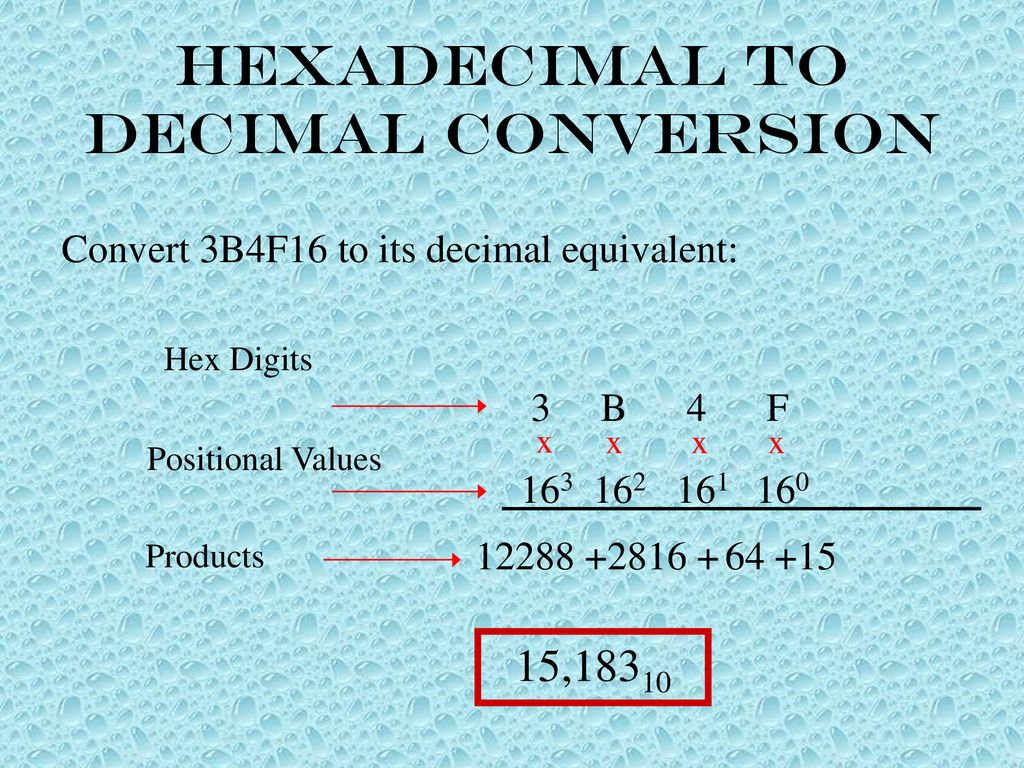 HEXADECIMAL TO
DECIMAL CONVERSION
Convert 3B4F16 to its decimal equivalent:
Hex Digits
3 B 4 F
x x x x
Positional Values
16³ 16² 16¹ 16⁰
Products
12288 +2816 + 64 +15
15,183₁₀